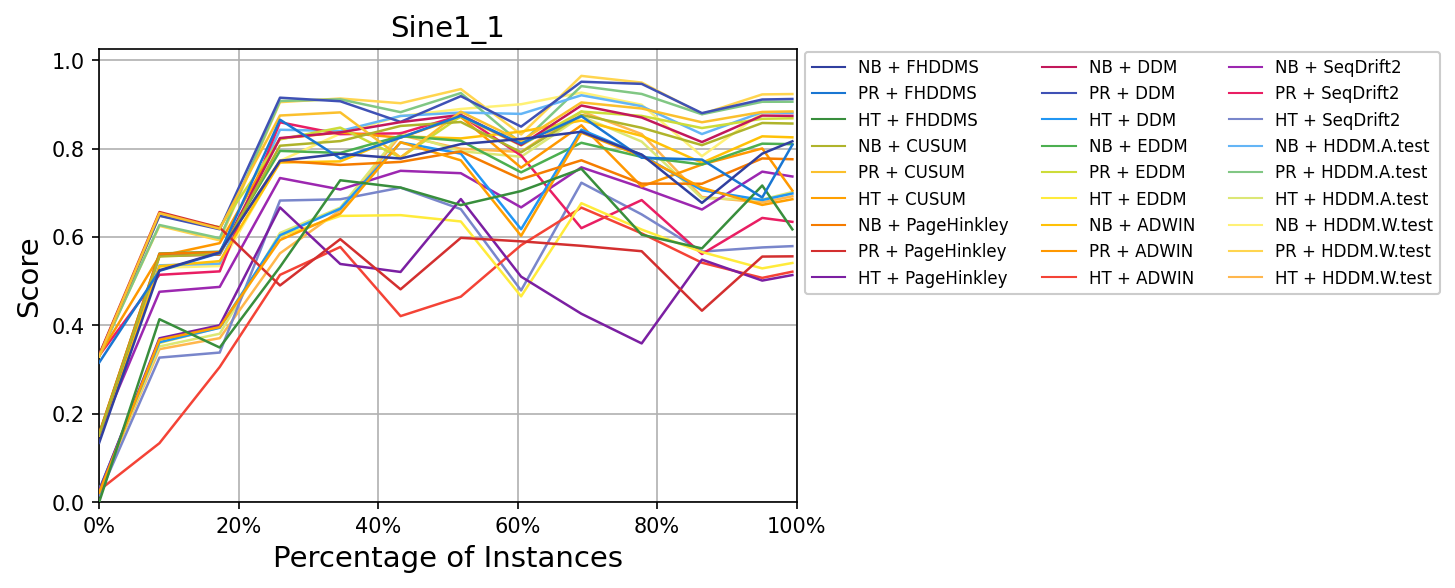 Sine1_1
Score
1.0
0.8
0.6
0.4
0.2
0.0
0%
20%
40%
60%
80%
100%
Percentage of Instances
NB + FHDDMS
PR + FHDDMS
HT + FHDDMS
NB + CUSUM
PR + CUSUM
HT + CUSUM
NB + PageHinkley
PR + PageHinkley
HT + PageHinkley
NB + DDM
PR + DDM
HT + DDM
NB + EDDM
PR + EDDM
HT + EDDM
NB + ADWIN
PR + ADWIN
HT + ADWIN
NB + SeqDrift2
PR + SeqDrift2
HT + SeqDrift2
NB + HDDM.A.test
PR + HDDM.A.test
HT + HDDM.A.test
NB + HDDM.W.test
PR + HDDM.W.test
HT + HDDM.W.test